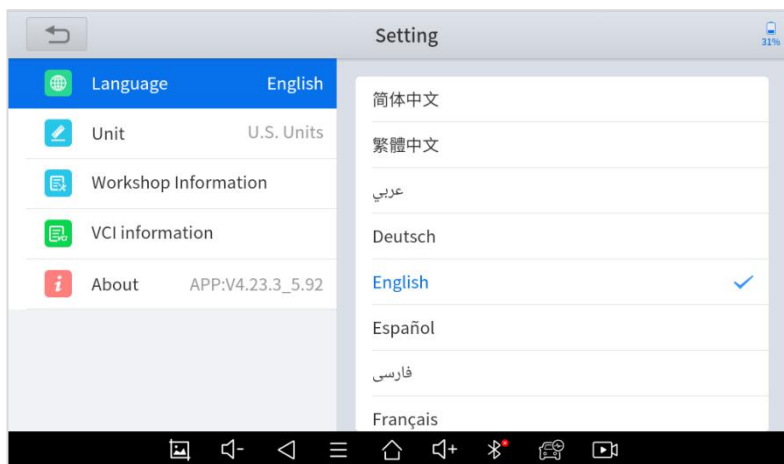 Setting
31%
Language English
Unit U.S. Units
Workshop Information
VCI information
About APP:V4.23.3_5.92
简体中文
繁體中文
عربي
Deutsch
English
Español
فارسی
Français